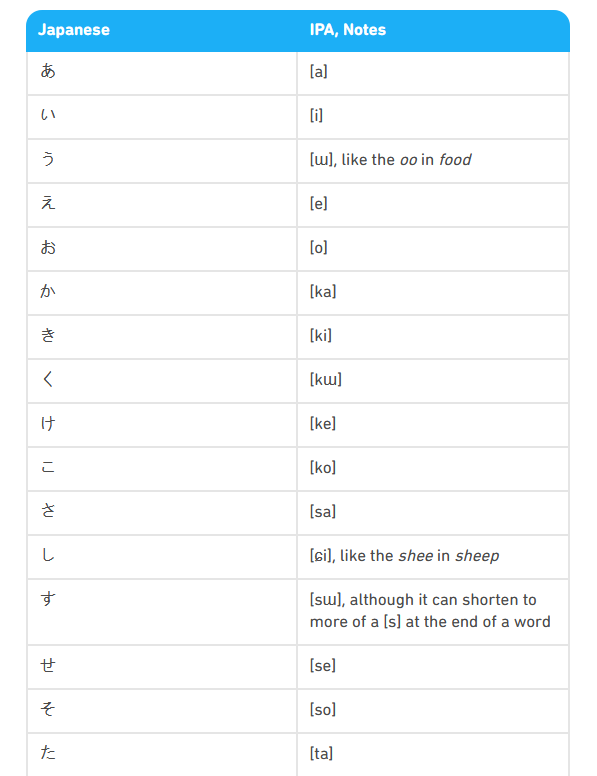 Japanese IPA, Notes
あ [a]
い [i]
う [ɯ], like the oo in food
え [e]
お [o]
か [ka]
き [ki]
く [kɯ]
け [ke]
こ [ko]
さ [sa]
し [ɕi], like the shee in sheep
す [sɯ], although it can shorten to
more of a [s] at the end of a word
せ [se]
そ [so]
た [ta]